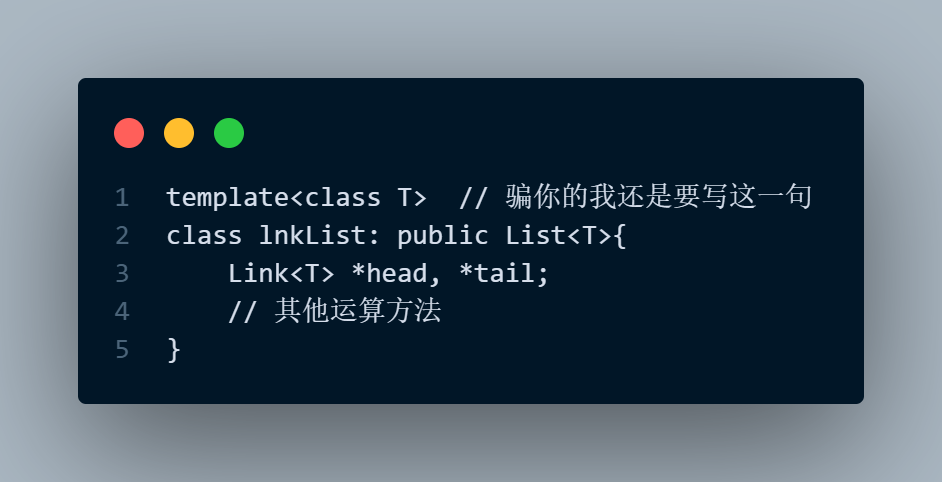 1 template<class T>  // 骗你的我还是要写这一句
2 class lnkList: public List<T>{
3     Link<T> *head, *tail;
4     // 其他运算方法
5 }